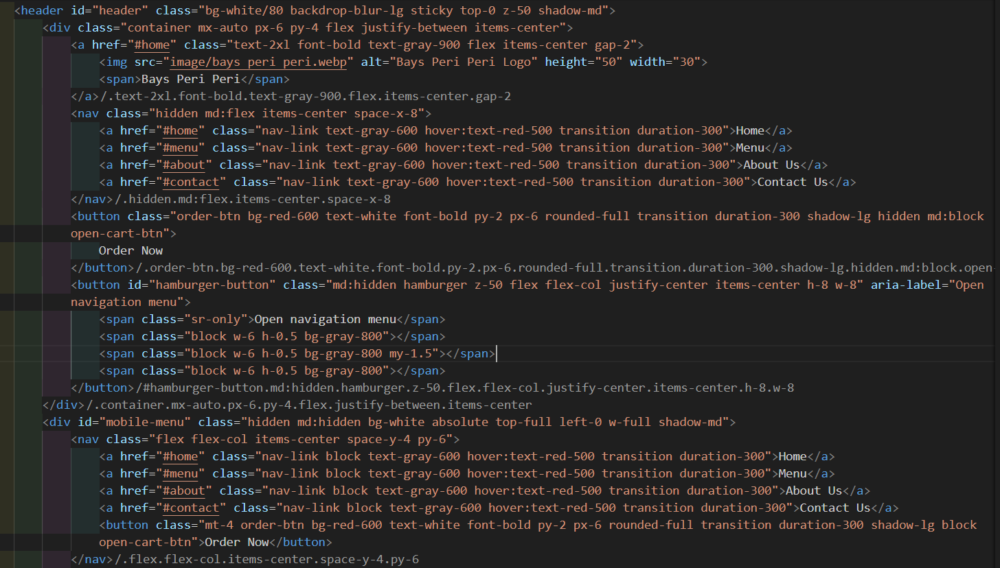 <header id="header" class="bg-white/80 backdrop-blur-lg sticky top-0 z-50 shadow-md">
<div class="container mx-auto px-6 py-4 flex justify-between items-center">
<a href="#home" class="text-2xl font-bold text-gray-900 flex items-center gap-2">
<img src="image/bays peri peri.webp" alt="Bays Peri Peri Logo" height="50" width="30">
<span>Bays Peri Peri</span>
</a>/.text-2xl.font-bold.text-gray-900.flex.items-center.gap-2
<nav class="hidden md:flex items-center space-x-8">
<a href="#home" class="nav-link text-gray-600 hover:text-red-500 transition duration-300">Home</a>
<a href="#menu" class="nav-link text-gray-600 hover:text-red-500 transition duration-300">Menu</a>
<a href="#about" class="nav-link text-gray-600 hover:text-red-500 transition duration-300">About Us</a>
<a href="#contact" class="nav-link text-gray-600 hover:text-red-500 transition duration-300">Contact Us</a>
</nav>/.hidden.md:flex.items-center.space-x-8
<button class="order-btn bg-red-600 text-white font-bold py-2 px-6 rounded-full transition duration-300 shadow-lg hidden md:block
open-cart-btn">
Order Now
</button>/.order-btn.bg-red-600.text-white.font-bold.py-2.px-6.rounded-full.transition.duration-300.shadow-lg.hidden.md:block.open-
<button id="hamburger-button" class="md:hidden hamburger z-50 flex flex-col justify-center items-center h-8 w-8" aria-label="Open
navigation menu">
<span class="sr-only">Open navigation menu</span>
<span class="block w-6 h-0.5 bg-gray-800"></span>
<span class="block w-6 h-0.5 bg-gray-800 my-1.5"></span>
<span class="block w-6 h-0.5 bg-gray-800"></span>
</button>/#hamburger-button.md:hidden.hamburger.z-50.flex.flex-col.justify-center.items-center.h-8.w-8
</div>/.container.mx-auto.px-6.py-4.flex.justify-between.items-center
<div id="mobile-menu" class="hidden md:hidden bg-white absolute top-full left-0 w-full shadow-md">
<nav class="flex flex-col items-center space-y-4 py-6">
<a href="#home" class="nav-link block text-gray-600 hover:text-red-500 transition duration-300">Home</a>
<a href="#menu" class="nav-link block text-gray-600 hover:text-red-500 transition duration-300">Menu</a>
<a href="#about" class="nav-link block text-gray-600 hover:text-red-500 transition duration-300">About Us</a>
<a href="#contact" class="nav-link block text-gray-600 hover:text-red-500 transition duration-300">Contact Us</a>
<button class="mt-4 order-btn bg-red-600 text-white font-bold py-2 px-6 rounded-full transition duration-300 shadow-lg block
open-cart-btn">Order Now</button>
</nav>/.flex.flex-col.items-center.space-y-4.py-6